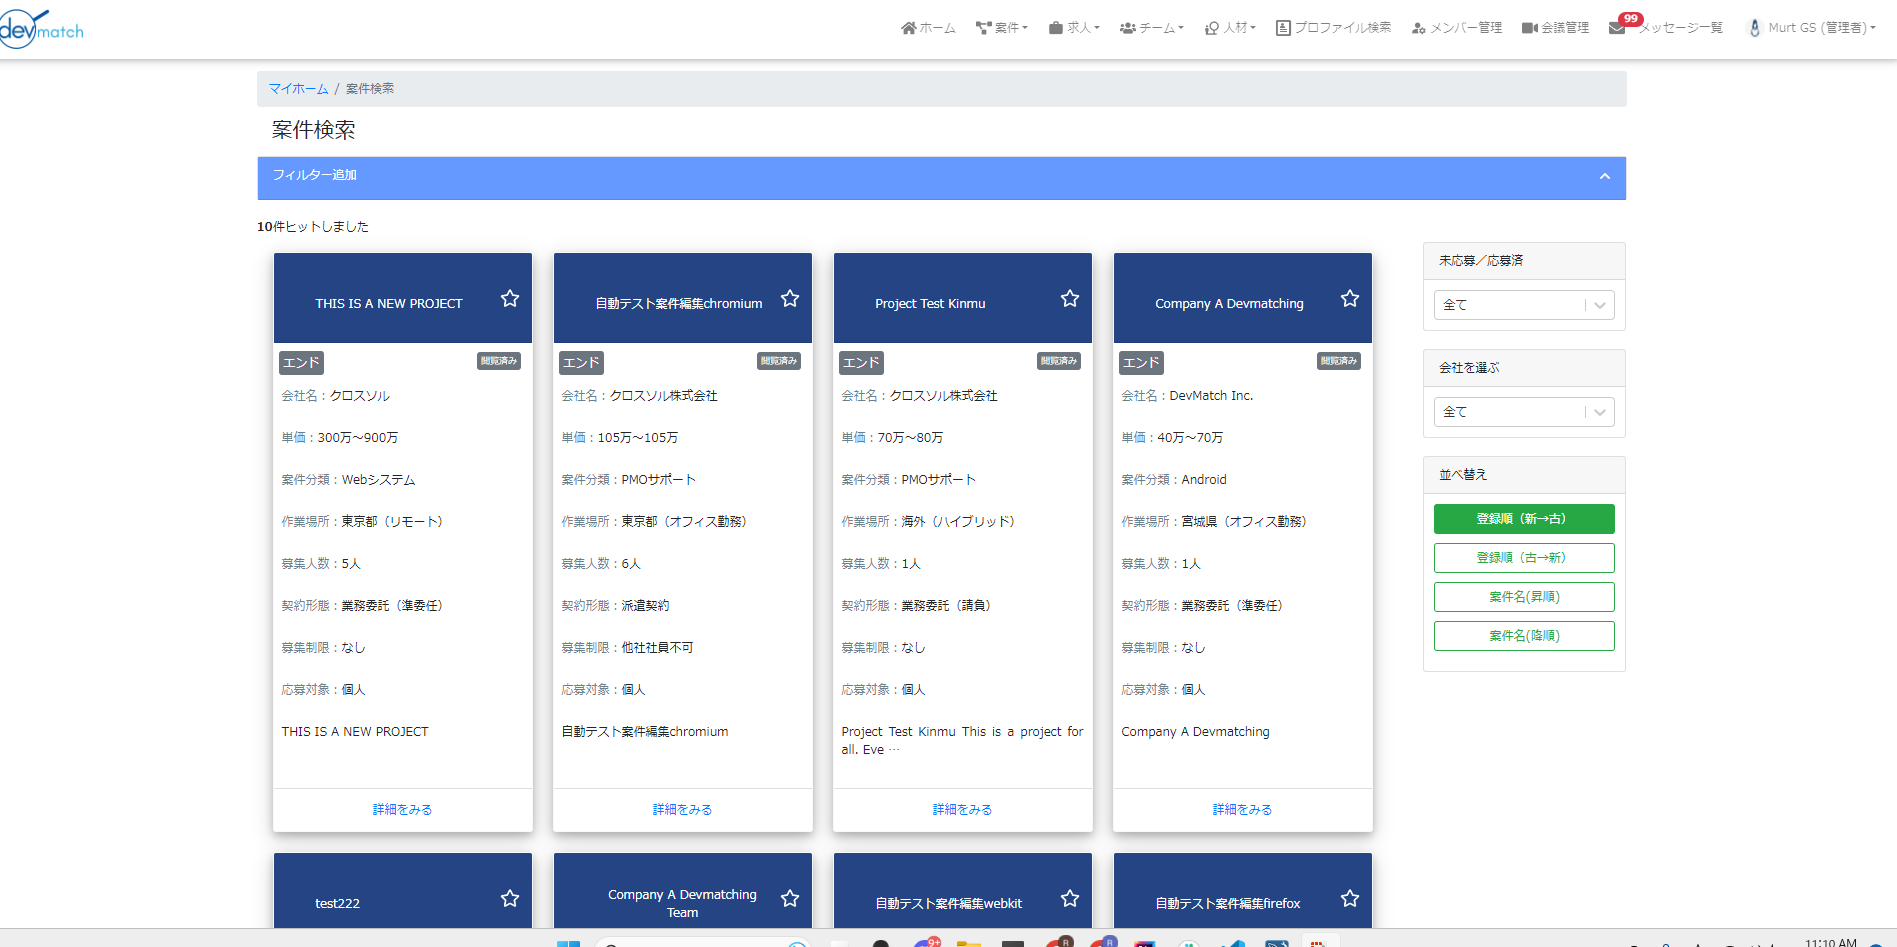 devmatch
ホーム 案件 求人 チーム 人材 プロファイル検索 メンバー管理 会議管理 99 メッセージ一覧 Murt GS (管理者)
マイホーム / 案件検索
案件検索
フィルター追加
10件ヒットしました
THIS IS A NEW PROJECT
エンド 閲覧済み
会社名：クロスソル
単価：300万～900万
案件分類：Webシステム
作業場所：東京都（リモート）
募集人数：5人
契約形態：業務委託（準委任）
募集制限：なし
応募対象：個人
THIS IS A NEW PROJECT
詳細をみる
自動テスト案件編集chromium
エンド 閲覧済み
会社名：クロスソル株式会社
単価：105万～105万
案件分類：PMOサポート
作業場所：東京都（オフィス勤務）
募集人数：6人
契約形態：派遣契約
募集制限：他社社員不可
応募対象：個人
自動テスト案件編集chromium
詳細をみる
Project Test Kinmu
エンド 閲覧済み
会社名：クロスソル株式会社
単価：70万～80万
案件分類：PMOサポート
作業場所：海外（ハイブリッド）
募集人数：1人
契約形態：業務委託（請負）
募集制限：なし
応募対象：個人
Project Test Kinmu This is a project for
all. Eve …
詳細をみる
Company A Devmatching
エンド 閲覧済み
会社名：DevMatch Inc.
単価：40万～70万
案件分類：Android
作業場所：宮城県（オフィス勤務）
募集人数：1人
契約形態：業務委託（準委任）
募集制限：なし
応募対象：個人
Company A Devmatching
詳細をみる
未応募／応募済
全て
会社を選ぶ
全て
並べ替え
登録順（新→古）
登録順（古→新）
案件名(昇順)
案件名(降順)
test222
Company A Devmatching
Team
自動テスト案件編集webkit
自動テスト案件編集firefox
9+
R
R
11:10 AM